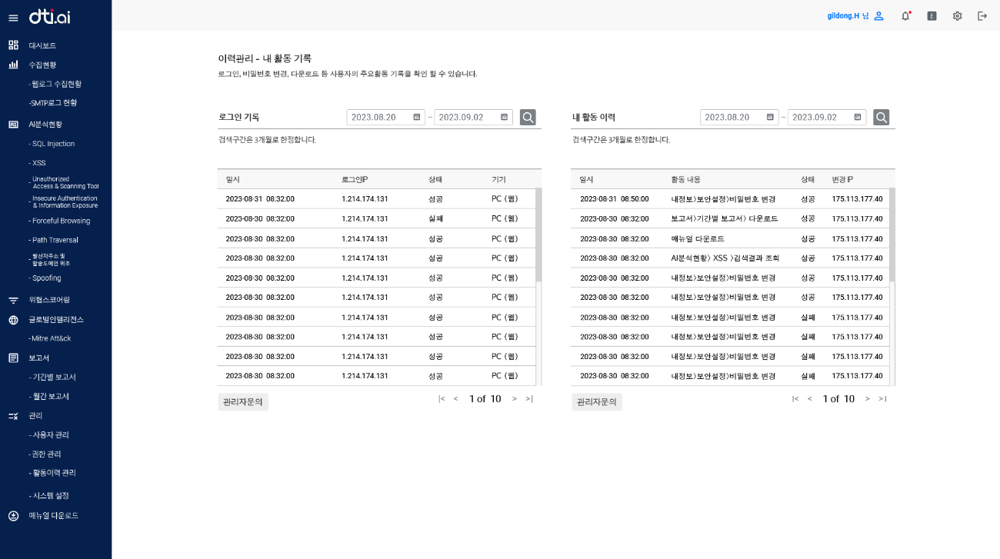 dti.ai
gildong.H 님
E
대시보드
수집현황
- 웹로그 수집현황
-SMTP로그 현황
AI분석현황
- SQL Injection
- XSS
- Unauthorized
Access & Scanning Tool
- Insecure Authentication
& Information Exposure
- Forceful Browsing
- Path Traversal
- 발신자주소 및
발송도메인 위조
- Spoofing
위협스코어링
글로벌인텔리전스
- Mitre Att&ck
보고서
- 기간별 보고서
- 월간 보고서
관리
- 사용자 관리
- 권한 관리
- 활동이력 관리
- 시스템 설정
매뉴얼 다운로드
이력관리 - 내 활동 기록
로그인, 비밀번호 변경, 다운로드 등 사용자의 주요활동 기록을 확인 할 수 있습니다.
로그인 기록 2023.08.20 – 2023.09.02
검색구간은 3개월로 한정합니다.
일시 로그인IP 상태 기기
2023-08-31 08:32:00 1.214.174.131 성공 PC (웹)
2023-08-30 08:32:00 1.214.174.131 실패 PC (웹)
2023-08-30 08:32:00 1.214.174.131 성공 PC (웹)
2023-08-30 08:32:00 1.214.174.131 성공 PC (웹)
2023-08-30 08:32:00 1.214.174.131 성공 PC (웹)
2023-08-30 08:32:00 1.214.174.131 성공 PC (웹)
2023-08-30 08:32:00 1.214.174.131 성공 PC (웹)
2023-08-30 08:32:00 1.214.174.131 성공 PC (웹)
2023-08-30 08:32:00 1.214.174.131 성공 PC (웹)
2023-08-30 08:32:00 1.214.174.131 성공 PC (웹)
관리자문의 |< < 1 of 10 > >|
내 활동 이력 2023.08.20 – 2023.09.02
검색구간은 3개월로 한정합니다.
일시 활동 내용 상태 변경 IP
2023-08-31 08:50:00 내정보>보안설정>비밀번호 변경 성공 175.113.177.40
2023-08-30 08:32:00 보고서>기간별 보고서> 다운로드 성공 175.113.177.40
2023-08-30 08:32:00 매뉴얼 다운로드 성공 175.113.177.40
2023-08-30 08:32:00 AI분석현황> XSS >검색결과 조회 성공 175.113.177.40
2023-08-30 08:32:00 내정보>보안설정>비밀번호 변경 성공 175.113.177.40
2023-08-30 08:32:00 내정보>보안설정>비밀번호 변경 성공 175.113.177.40
2023-08-30 08:32:00 내정보>보안설정>비밀번호 변경 실패 175.113.177.40
2023-08-30 08:32:00 내정보>보안설정>비밀번호 변경 실패 175.113.177.40
2023-08-30 08:32:00 내정보>보안설정>비밀번호 변경 실패 175.113.177.40
2023-08-30 08:32:00 내정보>보안설정>비밀번호 변경 실패 175.113.177.40
관리자문의 |< < 1 of 10 > >|